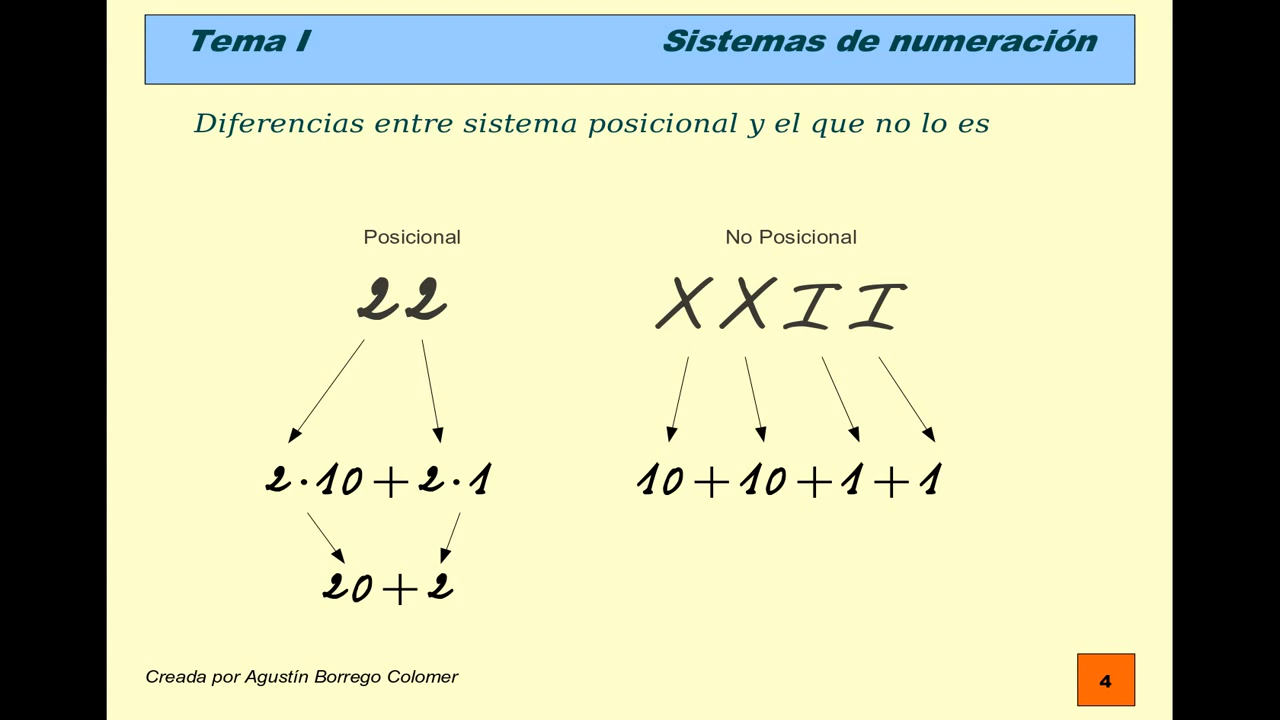 Tema I Sistemas de numeración
Diferencias entre sistema posicional y el que no lo es
Posicional No Posicional
22 XXII
2·10+2·1 10+10+1+1
20+2
Creada por Agustín Borrego Colomer 4